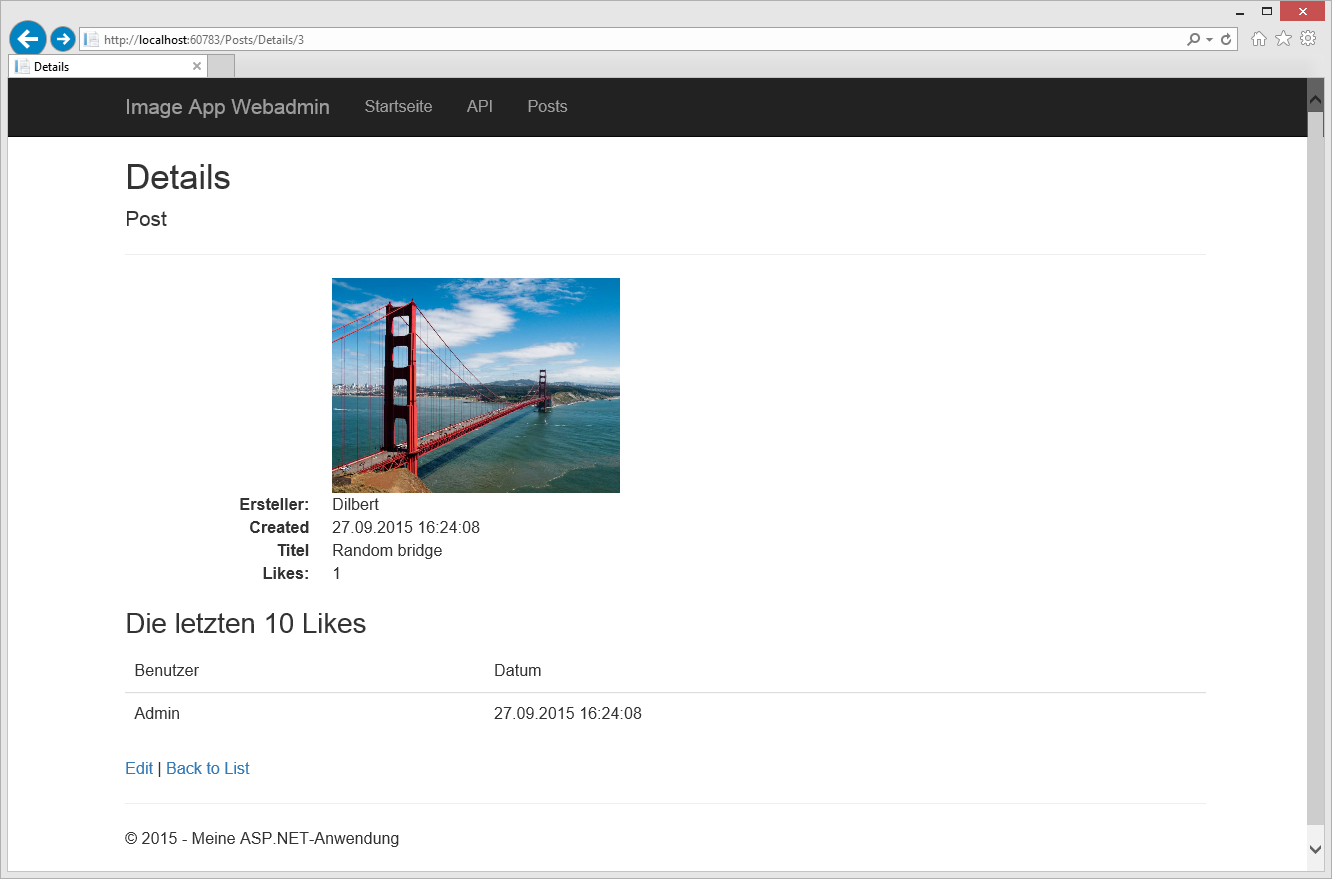 http://localhost:60783/Posts/Details/3
Details
Image App Webadmin Startseite API Posts
Details
Post
Ersteller: Dilbert
Created 27.09.2015 16:24:08
Titel Random bridge
Likes: 1
Die letzten 10 Likes
Benutzer Datum
Admin 27.09.2015 16:24:08
Edit | Back to List
© 2015 - Meine ASP.NET-Anwendung